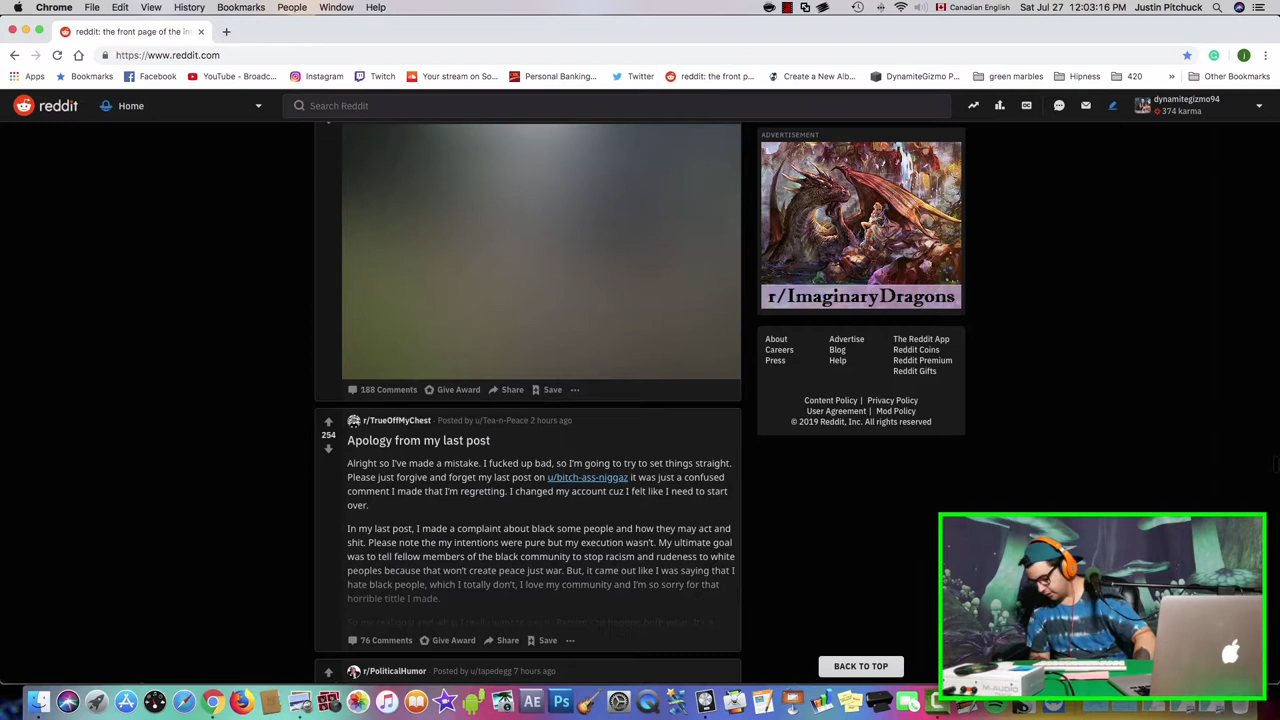 Chrome File Edit View History Bookmarks People Window Help Canadian English Sat Jul 27 12:03:16 PM Justin Pitchuck
reddit: the front page of the in
https://www.reddit.com
Apps Bookmarks Facebook YouTube - Broadc... Instagram Twitch Your stream on So... Personal Banking... Twitter reddit: the front p... Create a New Alb... DynamiteGizmo P... green marbles Hipness 420 » Other Bookmarks
reddit Home Search Reddit dynamitegizmo94
374 karma
ADVERTISEMENT
r/ImaginaryDragons
188 Comments Give Award Share Save
About Advertise The Reddit App
Careers Blog Reddit Coins
Press Help Reddit Premium
Reddit Gifts
Content Policy | Privacy Policy
User Agreement | Mod Policy
© 2019 Reddit, Inc. All rights reserved
r/TrueOffMyChest · Posted by u/Tea-n-Peace 2 hours ago
254
Apology from my last post
Alright so I've made a mistake. I fucked up bad, so I'm going to try to set things straight.
Please just forgive and forget my last post on u/bitch-ass-niggaz it was just a confused
comment I made that I'm regretting. I changed my account cuz I felt like I need to start
over.
In my last post, I made a complaint about black some people and how they may act and
shit. Please note the my intentions were pure but my execution wasn't. My ultimate goal
was to tell fellow members of the black community to stop racism and rudeness to white
peoples because that won't create peace just war. But, it came out like I was saying that I
hate black people, which I totally don't, I love my community and I'm so sorry for that
horrible tittle I made.
76 Comments Give Award Share Save
BACK TO TOP
r/PoliticalHumor · Posted by u/tapedegg 7 hours ago
AE Ps
M-AUDIO